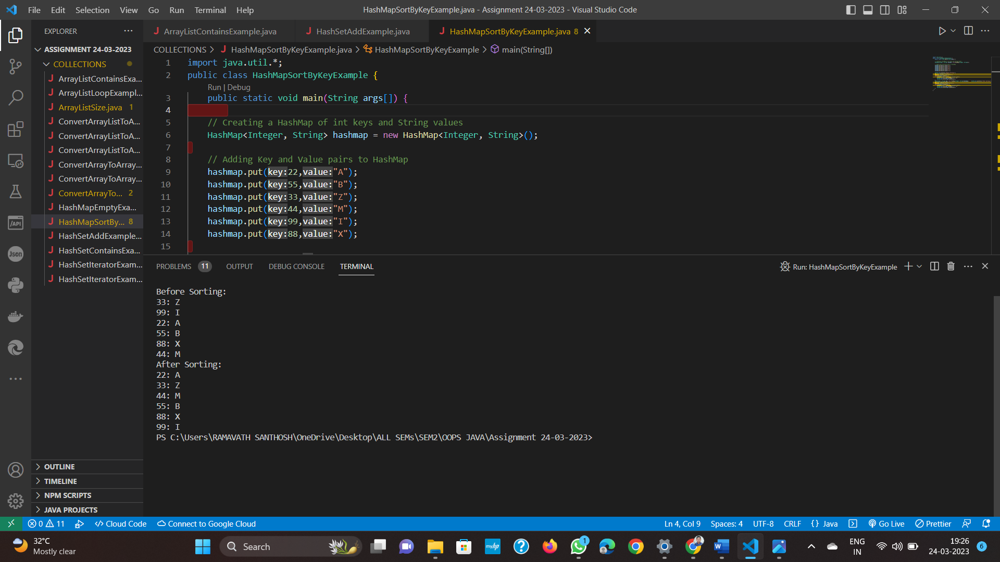 File Edit Selection View Go Run Terminal Help
HashMapSortByKeyExample.java - Assignment 24-03-2023 - Visual Studio Code
EXPLORER
ASSIGNMENT 24-03-2023
COLLECTIONS
ArrayListContainsExa...
ArrayListLoopExampl...
ArrayListSize.java 1
ConvertArrayListToA...
ConvertArrayListToA...
ConvertArrayListToA...
ConvertArrayToArray...
ConvertArrayToArray...
ConvertArrayTo... 2
HashMapEmptyExa...
HashMapSortBy... 8
HashSetAddExample...
HashSetContainsExa...
HashSetIteratorExam...
HashSetIteratorExam...
OUTLINE
TIMELINE
NPM SCRIPTS
JAVA PROJECTS
/API
Json
ArrayListContainsExample.java HashSetAddExample.java HashMapSortByKeyExample.java 8
COLLECTIONS > HashMapSortByKeyExample.java > HashMapSortByKeyExample > main(String[])
1 import java.util.*;
2 public class HashMapSortByKeyExample {
Run | Debug
3 public static void main(String args[]) {
4
5 // Creating a HashMap of int keys and String values
6 HashMap<Integer, String> hashmap = new HashMap<Integer, String>();
7
8 // Adding Key and Value pairs to HashMap
9 hashmap.put(key:22,value:"A");
10 hashmap.put(key:55,value:"B");
11 hashmap.put(key:33,value:"Z");
12 hashmap.put(key:44,value:"M");
13 hashmap.put(key:99,value:"I");
14 hashmap.put(key:88,value:"X");
15
PROBLEMS 11 OUTPUT DEBUG CONSOLE TERMINAL
Run: HashMapSortByKeyExample
Before Sorting:
33: Z
99: I
22: A
55: B
88: X
44: M
After Sorting:
22: A
33: Z
44: M
55: B
88: X
99: I
PS C:\Users\RAMAVATH SANTHOSH\OneDrive\Desktop\ALL SEMs\SEM2\OOPS JAVA\Assignment 24-03-2023>
0 11 Cloud Code Connect to Google Cloud
Ln 4, Col 9 Spaces: 4 UTF-8 CRLF {} Java Go Live Prettier
32°C
Mostly clear
Search
myhp
1
ENG
IN
19:26
24-03-2023
6